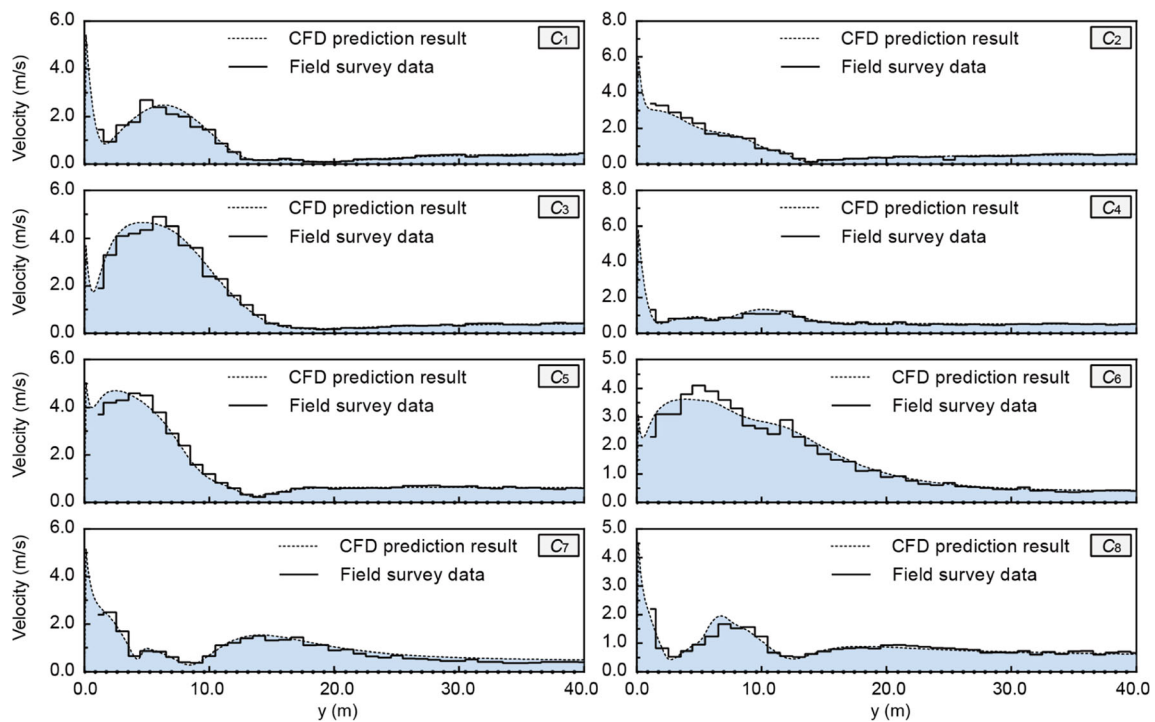 6.0
4.0
2.0
0.0
Velocity (m/s)
CFD prediction result
Field survey data
C1
8.0
6.0
4.0
2.0
0.0
CFD prediction result
Field survey data
C2
6.0
4.0
2.0
0.0
Velocity (m/s)
CFD prediction result
Field survey data
C3
8.0
6.0
4.0
2.0
0.0
CFD prediction result
Field survey data
C4
6.0
4.0
2.0
0.0
Velocity (m/s)
CFD prediction result
Field survey data
C5
5.0
4.0
3.0
2.0
1.0
0.0
CFD prediction result
Field survey data
C6
6.0
4.0
2.0
0.0
Velocity (m/s)
CFD prediction result
Field survey data
C7
0.0 10.0 20.0 30.0 40.0
y (m)
5.0
4.0
3.0
2.0
1.0
0.0
CFD prediction result
Field survey data
C8
0.0 10.0 20.0 30.0 40.0
y (m)